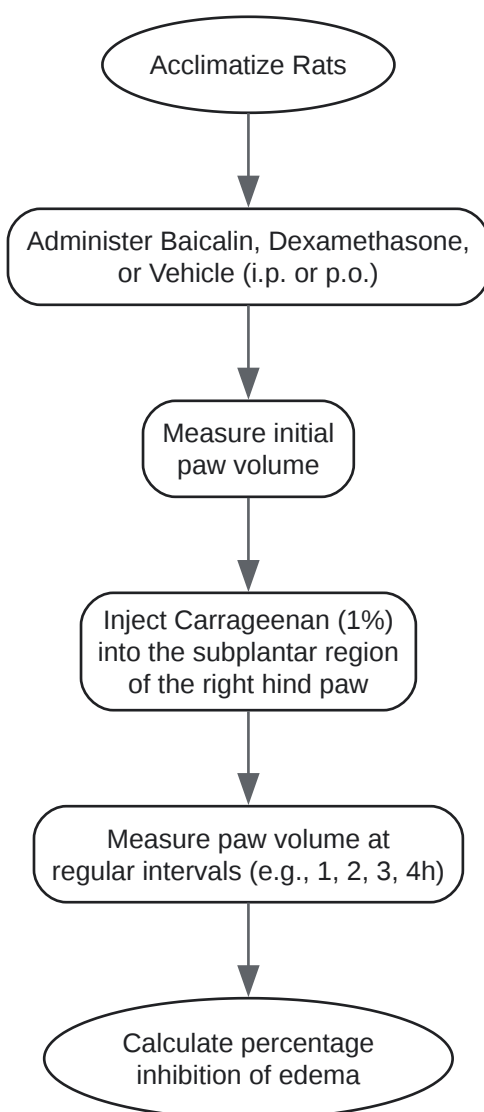 Acclimatize Rats
Administer Baicalin, Dexamethasone,
or Vehicle (i.p. or p.o.)
Measure initial
paw volume
Inject Carrageenan (1%)
into the subplantar region
of the right hind paw
Measure paw volume at
regular intervals (e.g., 1, 2, 3, 4h)
Calculate percentage
inhibition of edema